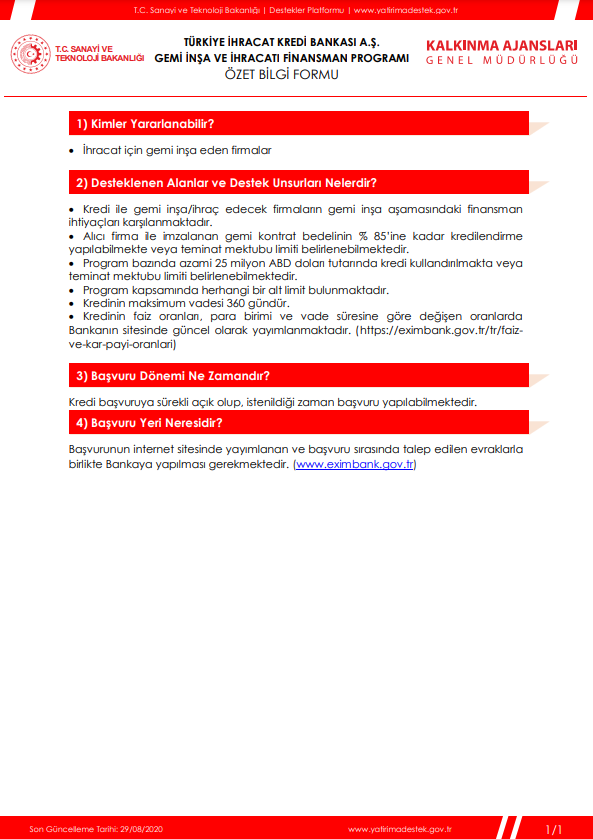 T.C. Sanayi ve Teknoloji Bakanlığı | Destekler Platformu | www.yatirimadestek.gov.tr
T.C. SANAYİ VE
TEKNOLOJİ BAKANLIĞI
TÜRKİYE İHRACAT KREDİ BANKASI A.Ş.
GEMİ İNŞA VE İHRACATI FİNANSMAN PROGRAMI
ÖZET BİLGİ FORMU
KALKINMA AJANSLARI
GENEL MÜDÜRLÜĞÜ
1) Kimler Yararlanabilir?
• İhracat için gemi inşa eden firmalar
2) Desteklenen Alanlar ve Destek Unsurları Nelerdir?
• Kredi ile gemi inşa/ihraç edecek firmaların gemi inşa aşamasındaki finansman
ihtiyaçları karşılanmaktadır.
• Alıcı firma ile imzalanan gemi kontrat bedelinin % 85’ine kadar kredilendirme
yapılabilmekte veya teminat mektubu limiti belirlenebilmektedir.
• Program bazında azami 25 milyon ABD doları tutarında kredi kullandırılmakta veya
teminat mektubu limiti belirlenebilmektedir.
• Program kapsamında herhangi bir alt limit bulunmaktadır.
• Kredinin maksimum vadesi 360 gündür.
• Kredinin faiz oranları, para birimi ve vade süresine göre değişen oranlarda
Bankanın sitesinde güncel olarak yayımlanmaktadır. (https://eximbank.gov.tr/tr/faiz-
ve-kar-payi-oranlari)
3) Başvuru Dönemi Ne Zamandır?
Kredi başvuruya sürekli açık olup, istenildiği zaman başvuru yapılabilmektedir.
4) Başvuru Yeri Neresidir?
Başvurunun internet sitesinde yayımlanan ve başvuru sırasında talep edilen evraklarla
birlikte Bankaya yapılması gerekmektedir. (www.eximbank.gov.tr)
Son Güncelleme Tarihi: 29/08/2020
www.yatirimadestek.gov.tr
1/1